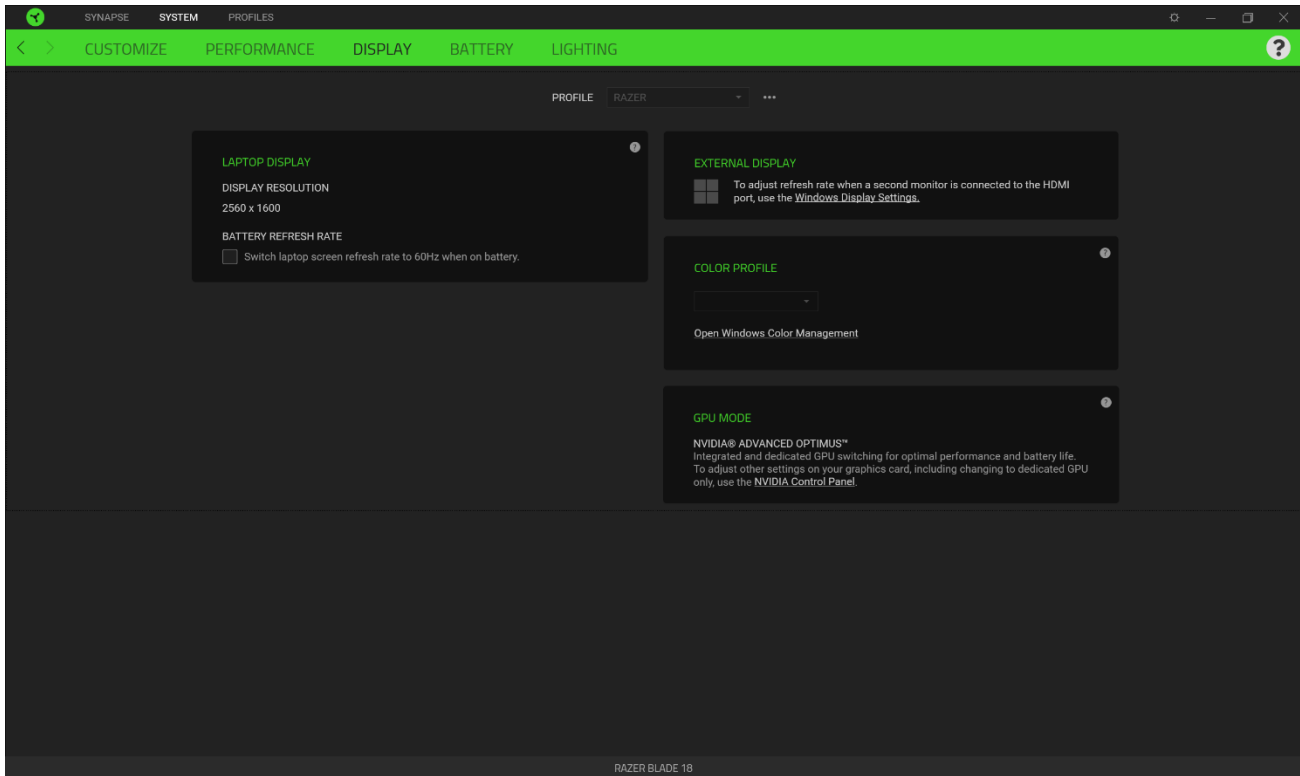 SYNAPSE SYSTEM PROFILES
CUSTOMIZE PERFORMANCE DISPLAY BATTERY LIGHTING ?
PROFILE RAZER
LAPTOP DISPLAY ?
DISPLAY RESOLUTION
2560 x 1600
BATTERY REFRESH RATE
Switch laptop screen refresh rate to 60Hz when on battery.
EXTERNAL DISPLAY
To adjust refresh rate when a second monitor is connected to the HDMI
port, use the Windows Display Settings.
COLOR PROFILE ?
Open Windows Color Management
GPU MODE ?
NVIDIA® ADVANCED OPTIMUS™
Integrated and dedicated GPU switching for optimal performance and battery life.
To adjust other settings on your graphics card, including changing to dedicated GPU
only, use the NVIDIA Control Panel.
RAZER BLADE 18